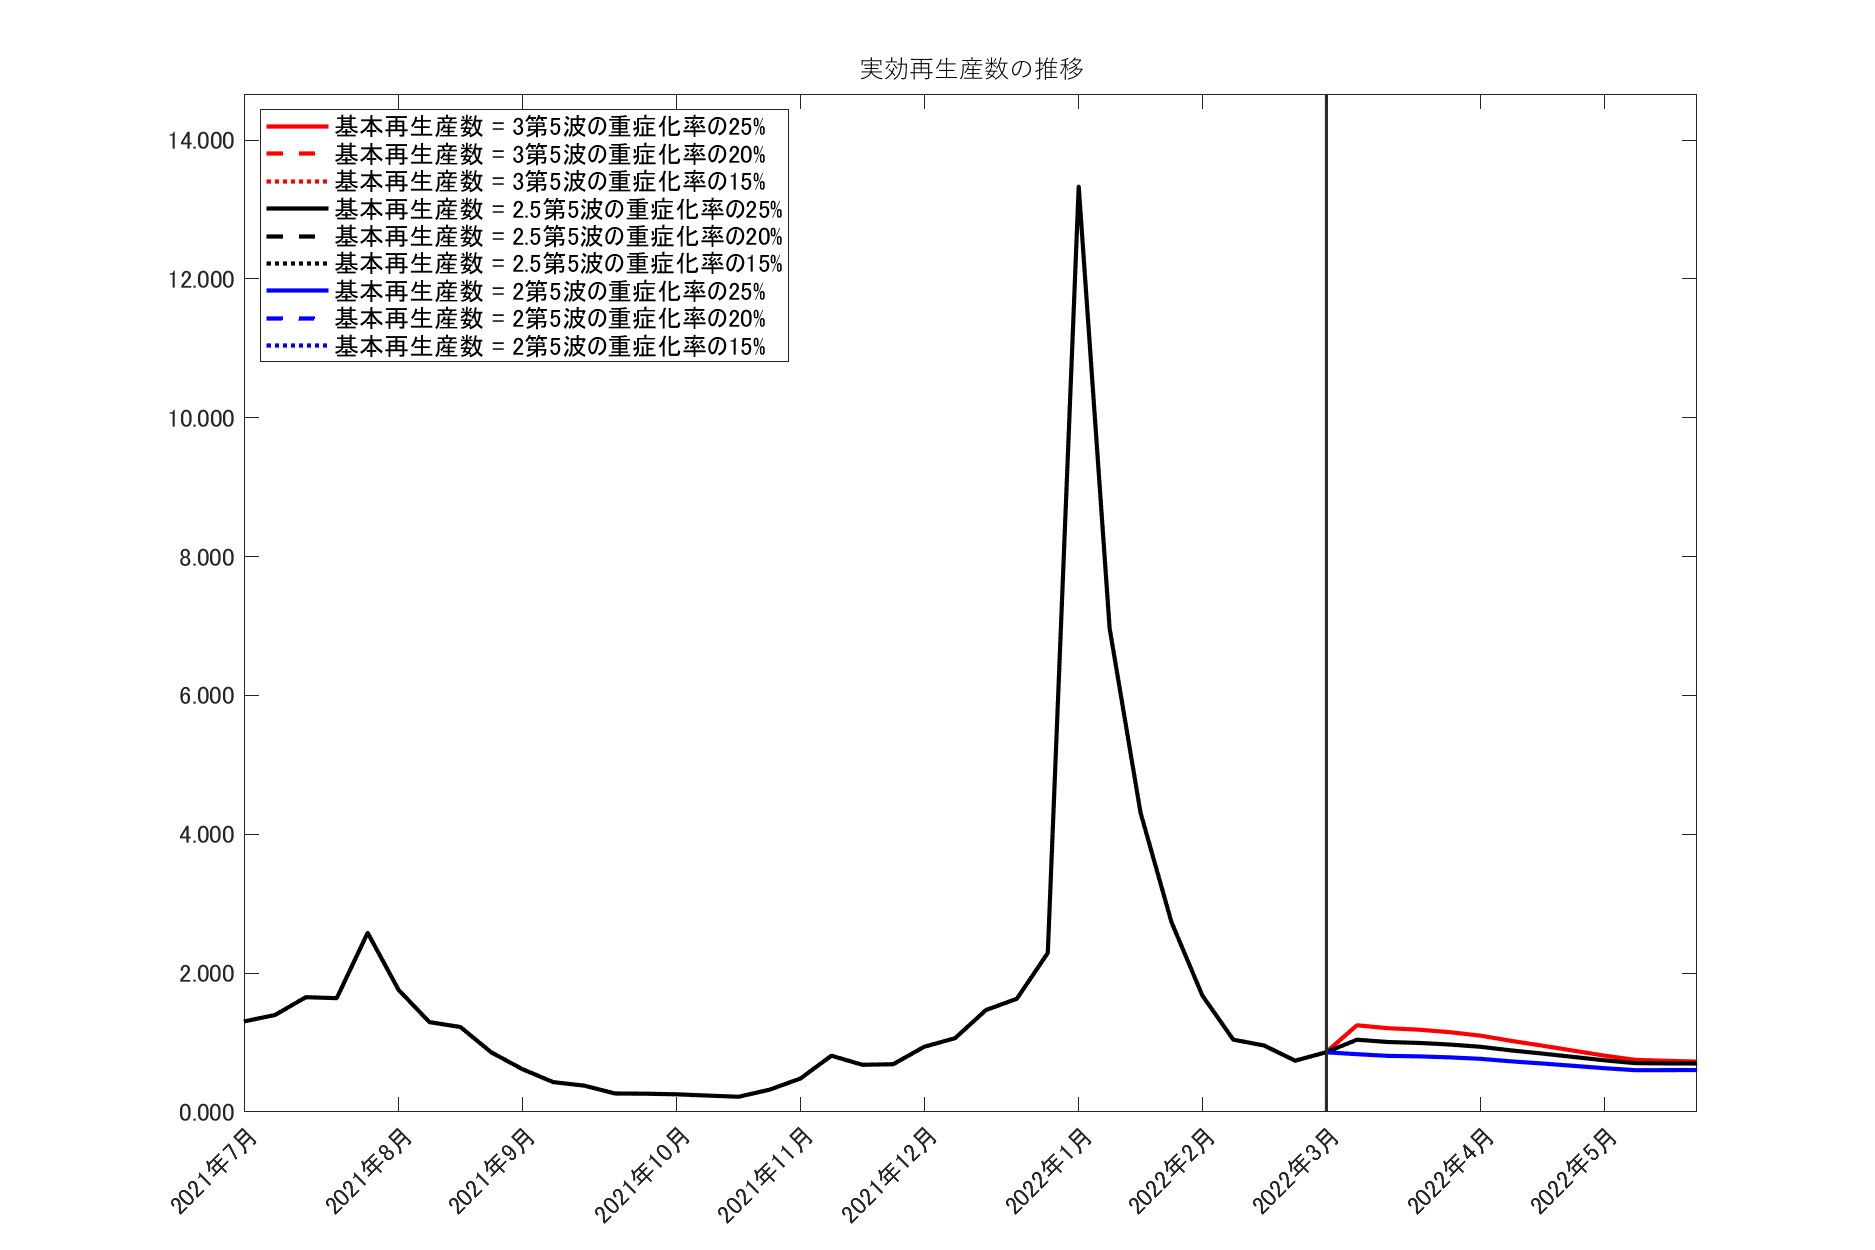 実効再生産数の推移
基本再生産数 = 3第5波の重症化率の25%
基本再生産数 = 3第5波の重症化率の20%
基本再生産数 = 3第5波の重症化率の15%
基本再生産数 = 2.5第5波の重症化率の25%
基本再生産数 = 2.5第5波の重症化率の20%
基本再生産数 = 2.5第5波の重症化率の15%
基本再生産数 = 2第5波の重症化率の25%
基本再生産数 = 2第5波の重症化率の20%
基本再生産数 = 2第5波の重症化率の15%
14.000
12.000
10.000
8.000
6.000
4.000
2.000
0.000
2021年7月
2021年8月
2021年9月
2021年10月
2021年11月
2021年12月
2022年1月
2022年2月
2022年3月
2022年4月
2022年5月